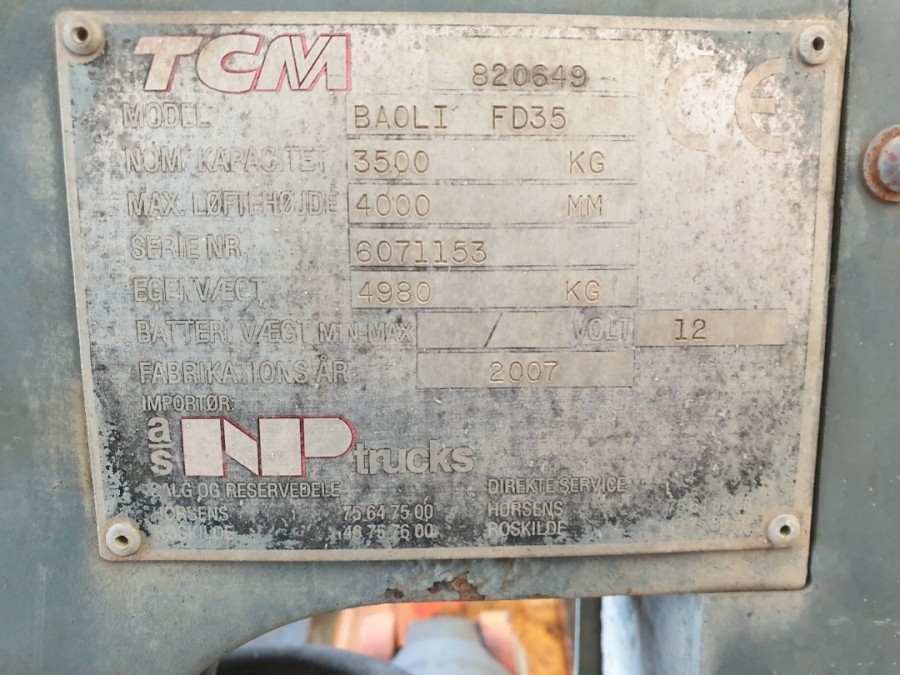 TCM 820649 CE
MODEL BAOLI FD35
NOM. KAPACITET 3500 KG
MAX. LØFTEHØJDE 4000 MM
SERIE NR 6071153
EGENVÆGT 4980 KG
BATTERI VÆGT MIN-MAX / VOLT 12
FABRIKATIONS ÅR 2007
IMPORTØR:
a/s NP trucks
SALG OG RESERVEDELE DIREKTE SERVICE
HORSENS 75 64 75 00 HORSENS
ROSKILDE 46 75 76 00 ROSKILDE